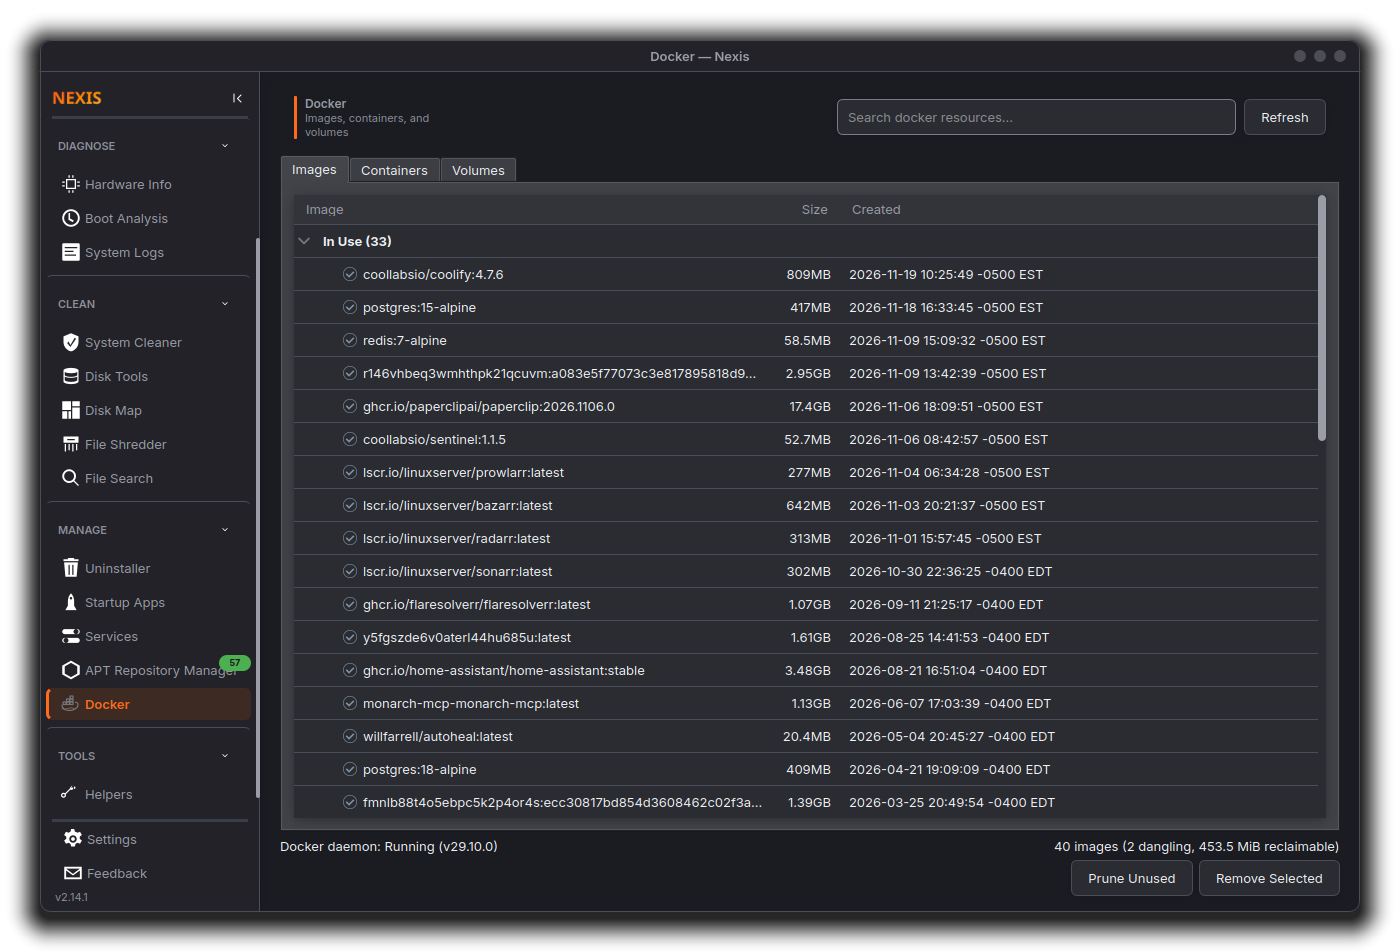 Docker — Nexis
NEXIS
DIAGNOSE
Hardware Info
Boot Analysis
System Logs
CLEAN
System Cleaner
Disk Tools
Disk Map
File Shredder
File Search
MANAGE
Uninstaller
Startup Apps
Services
APT Repository Manager
57
Docker
TOOLS
Helpers
Settings
Feedback
v2.14.1
Docker
Images, containers, and
volumes
Search docker resources...
Refresh
Images Containers Volumes
Image Size Created
In Use (33)
coollabsio/coolify:4.7.6 809MB 2026-11-19 10:25:49 -0500 EST
postgres:15-alpine 417MB 2026-11-18 16:33:45 -0500 EST
redis:7-alpine 58.5MB 2026-11-09 15:09:32 -0500 EST
r146vhbeq3wmhthpk21qcuvm:a083e5f77073c3e817895818d9... 2.95GB 2026-11-09 13:42:39 -0500 EST
ghcr.io/paperclipai/paperclip:2026.1106.0 17.4GB 2026-11-06 18:09:51 -0500 EST
coollabsio/sentinel:1.1.5 52.7MB 2026-11-06 08:42:57 -0500 EST
lscr.io/linuxserver/prowlarr:latest 277MB 2026-11-04 06:34:28 -0500 EST
lscr.io/linuxserver/bazarr:latest 642MB 2026-11-03 20:21:37 -0500 EST
lscr.io/linuxserver/radarr:latest 313MB 2026-11-01 15:57:45 -0500 EST
lscr.io/linuxserver/sonarr:latest 302MB 2026-10-30 22:36:25 -0400 EDT
ghcr.io/flaresolverr/flaresolverr:latest 1.07GB 2026-09-11 21:25:17 -0400 EDT
y5fgszde6v0aterl44hu685u:latest 1.61GB 2026-08-25 14:41:53 -0400 EDT
ghcr.io/home-assistant/home-assistant:stable 3.48GB 2026-08-21 16:51:04 -0400 EDT
monarch-mcp-monarch-mcp:latest 1.13GB 2026-06-07 17:03:39 -0400 EDT
willfarrell/autoheal:latest 20.4MB 2026-05-04 20:45:27 -0400 EDT
postgres:18-alpine 409MB 2026-04-21 19:09:09 -0400 EDT
fmnlb88t4o5ebpc5k2p4or4s:ecc30817bd854d3608462c02f3a... 1.39GB 2026-03-25 20:49:54 -0400 EDT
Docker daemon: Running (v29.10.0)
40 images (2 dangling, 453.5 MiB reclaimable)
Prune Unused
Remove Selected